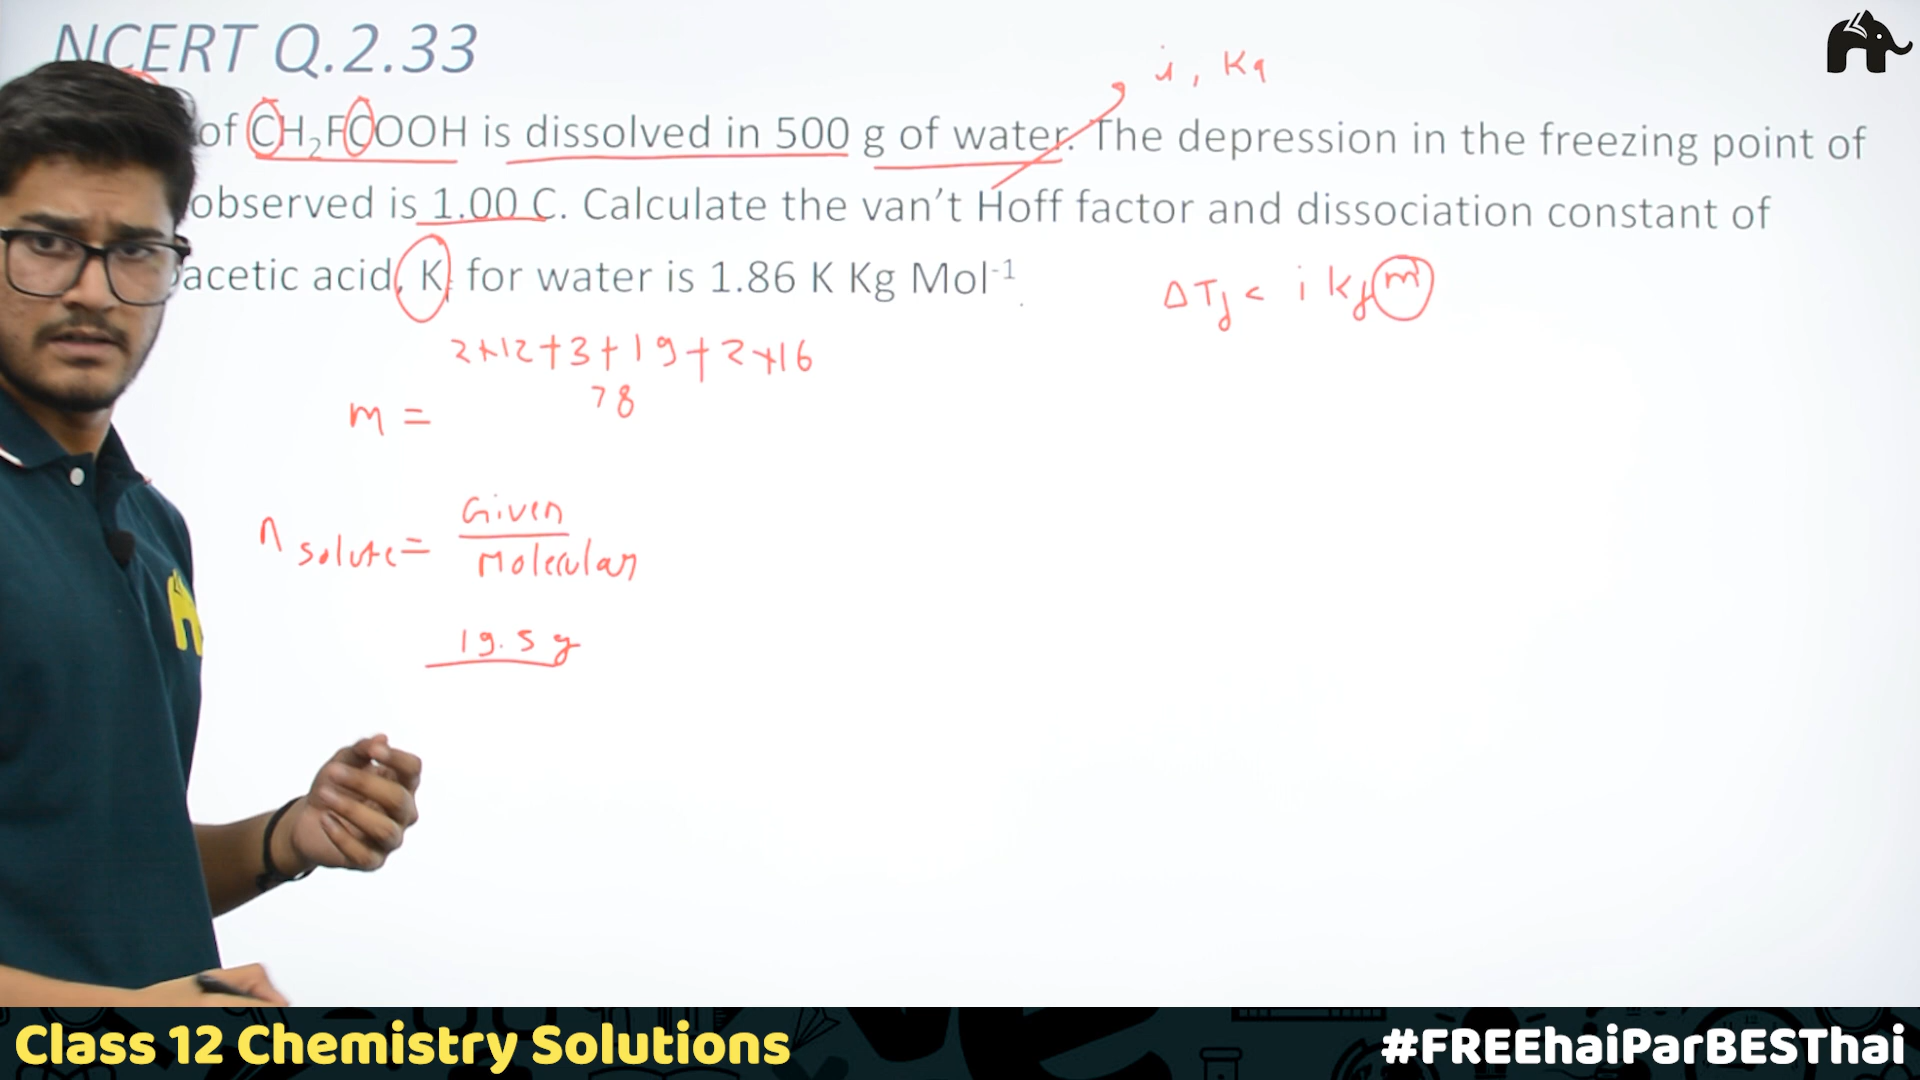 NCERT Q.2.33
i, Ka
of CH₂FCOOH is dissolved in 500 g of water. The depression in the freezing point of
observed is 1.00 C. Calculate the van’t Hoff factor and dissociation constant of
acetic acid, Kf for water is 1.86 K Kg Mol⁻¹.
ΔTf = i kf m
2×12+3+19+2×16
78
m =
n solute = Given
Molecular
19.5 g
Class 12 Chemistry Solutions
#FREEhaiParBESThai